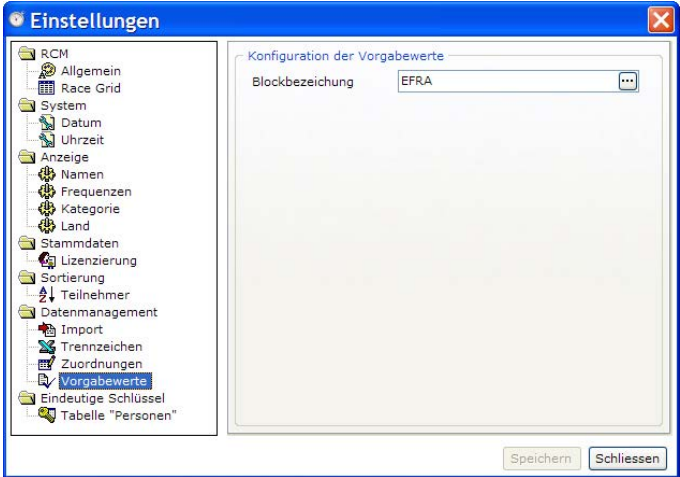 Einstellungen
RCM
Allgemein
Race Grid
System
Datum
Uhrzeit
Anzeige
Namen
Frequenzen
Kategorie
Land
Stammdaten
Lizenzierung
Sortierung
Teilnehmer
Datenmanagement
Import
Trennzeichen
Zuordnungen
Vorgabewerte
Eindeutige Schlüssel
Tabelle "Personen"
Konfiguration der Vorgabewerte
Blockbezeichung EFRA ...
Speichern Schliessen